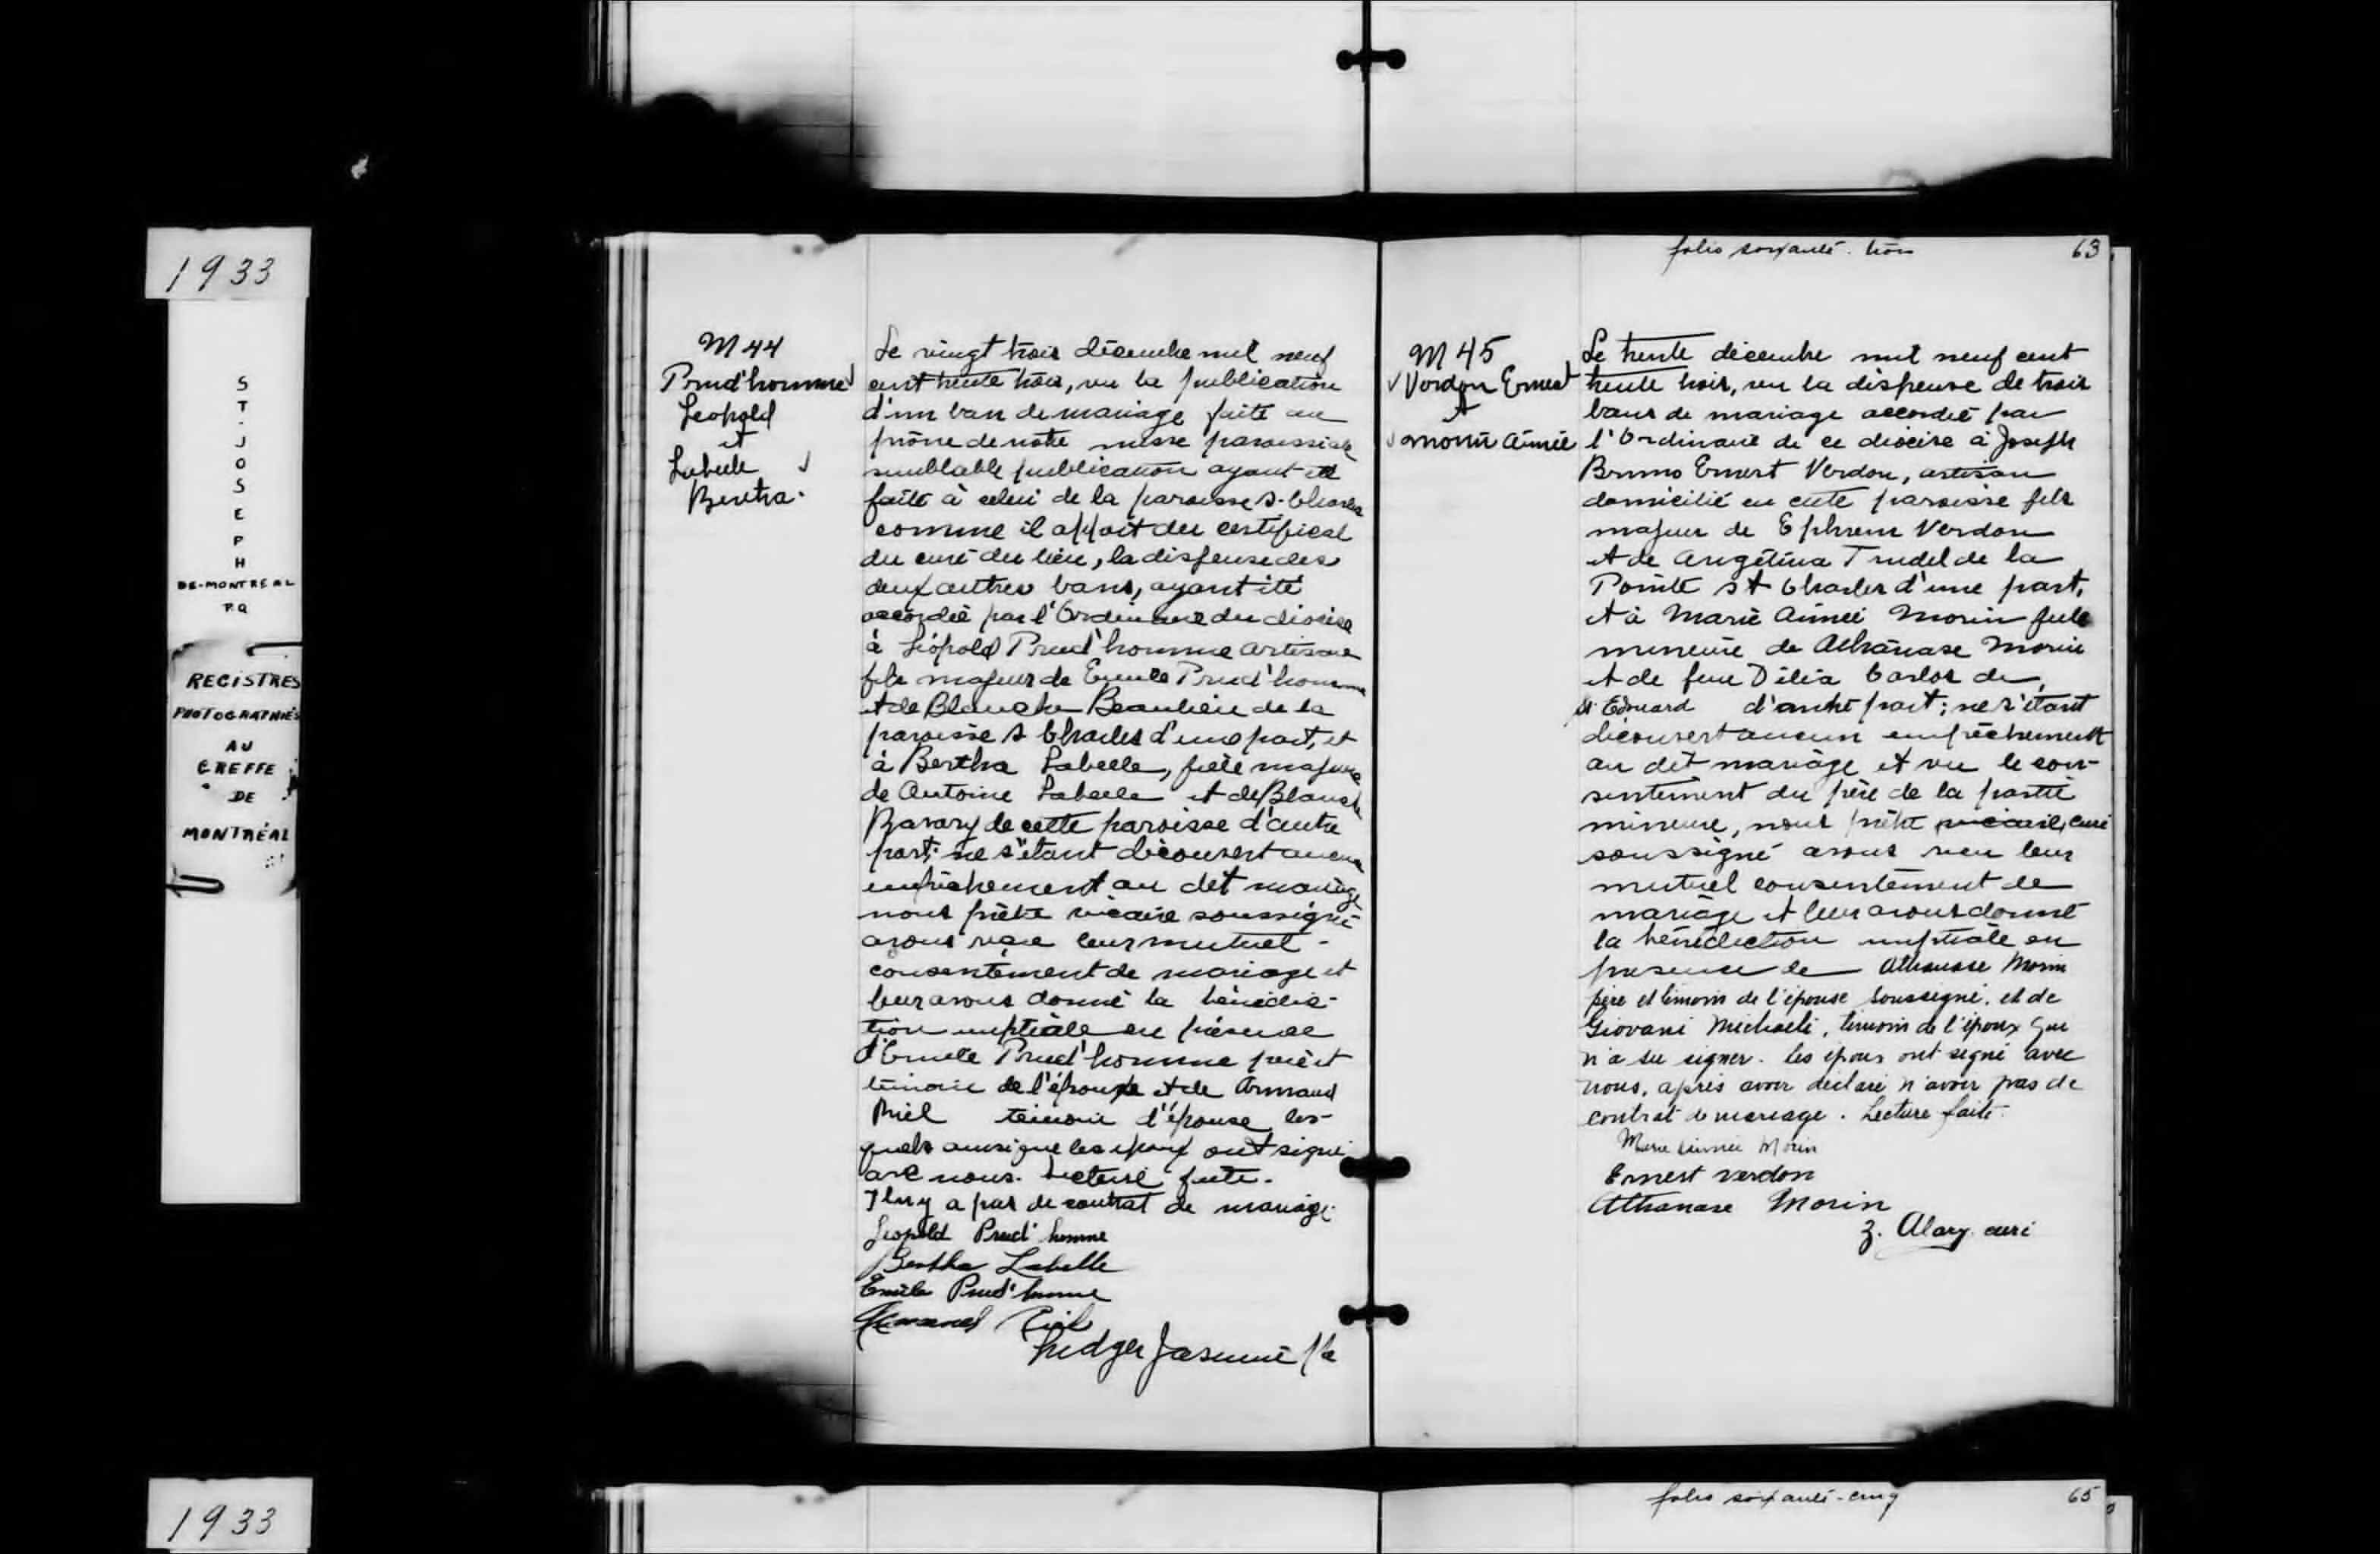 1933
ST. JOSEPH
DE-MONTREAL
P.Q
REGISTRES
PHOTOGRAPHIÉS
AU
GREFFE
DE
MONTRÉAL
1933
M 44
Prud'homme
Leopold
et
Labelle
Bertha.
Le vingt trois décembre mil neuf
cent trente trois, vu la publication
d'un ban de mariage faite au
prône de notre messe paroissiale
semblable publication ayant été
faite à celui de la paroisse S. Charles
comme il appert du certificat
du curé du lieu, la dispense des
deux autres bans, ayant été
accordée par l'Ordinaire du diocèse
à Léopold Prud'homme artisan
fils majeur de Emile Prud'homme
et de Blanche Beaulieu de la
paroisse S Charles d'une part, et
à Bertha Labelle, fille majeure
de Antoine Labelle et de Blanche
de cette paroisse d'autre
part; ne s'étant découvert aucun
empêchement au dit mariage
nous prêtre vicaire soussigné
avons reçu leur mutuel
consentement de mariage et
leur avons donné la bénédic-
tion nuptiale en présence
d'Emile Prud'homme père et
témoin de l'époux et de Armand
Riel témoin d'épouse les-
quels ainsi que les époux ont signé
avec nous. Lecture faite.
Il n'y a pas de contrat de mariage.
Leopold Prud'homme
Bertha Labelle
Emile Prud'homme
Armand Riel
Ludger Jasmin ptre
folio soixante-trois 63
M 45
Verdon Ernest
et
Morin Aimée
Le trente décembre mil neuf cent
trente trois, vu la dispense de trois
bans de mariage accordée par
l'Ordinaire de ce diocèse à Joseph
Bruno Ernest Verdon, artisan
domicilié en cette paroisse fils
majeur de Ephrem Verdon
et de Angélina Trudel de la
Pointe St Charles d'une part,
et à Marie Aimée Morin fille
mineure de Athanase Morin
et de feue Délia Carlos de
St Edouard d'autre part; ne s'étant
découvert aucun empêchement
au dit mariage et vu le con-
sentement du père de la partie
mineure, nous prêtre vicaire, curé
soussigné avons reçu leur
mutuel consentement de
mariage et leur avons donné
la bénédiction nuptiale en
présence de Athanase Morin
père et témoin de l'épouse soussigné, et de
Giovani Michaeli, témoin de l'époux qui
n'a su signer. les époux ont signé avec
nous, après avoir déclaré n'avoir pas de
contrat de mariage. Lecture faite.
Marie Aimée Morin
Ernest verdon
Athanase Morin
Z. Alary curé
folio soixante-cinq 65